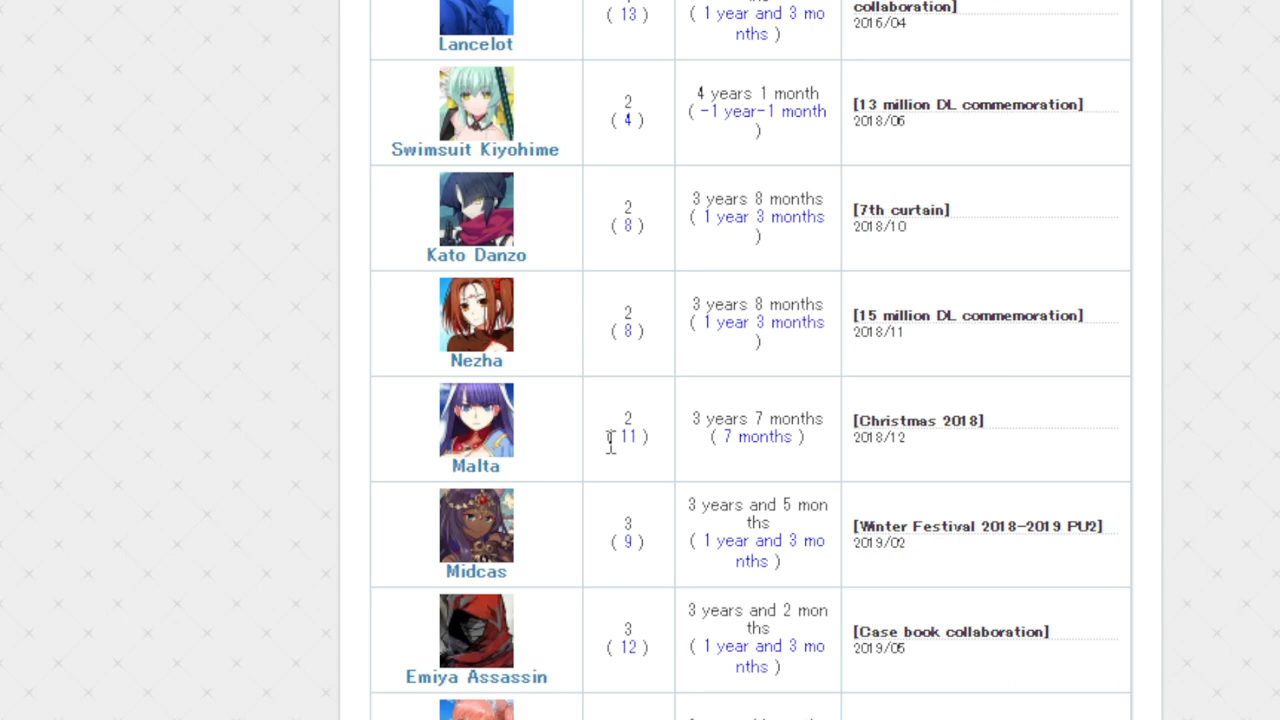 ( 13 )
( 1 year and 3 mo
nths )
collaboration]
2016/04
Lancelot
2
( 4 )
4 years 1 month
( -1 year-1 month
)
[13 million DL commemoration]
2018/06
Swimsuit Kiyohime
2
( 8 )
3 years 8 months
( 1 year 3 months
)
[7th curtain]
2018/10
Kato Danzo
2
( 8 )
3 years 8 months
( 1 year 3 months
)
[15 million DL commemoration]
2018/11
Nezha
2
( 11 )
3 years 7 months
( 7 months )
[Christmas 2018]
2018/12
Malta
3
( 9 )
3 years and 5 mon
ths
( 1 year and 3 mo
nths )
[Winter Festival 2018-2019 PU2]
2019/02
Midcas
3
( 12 )
3 years and 2 mon
ths
( 1 year and 3 mo
nths )
[Case book collaboration]
2019/05
Emiya Assassin